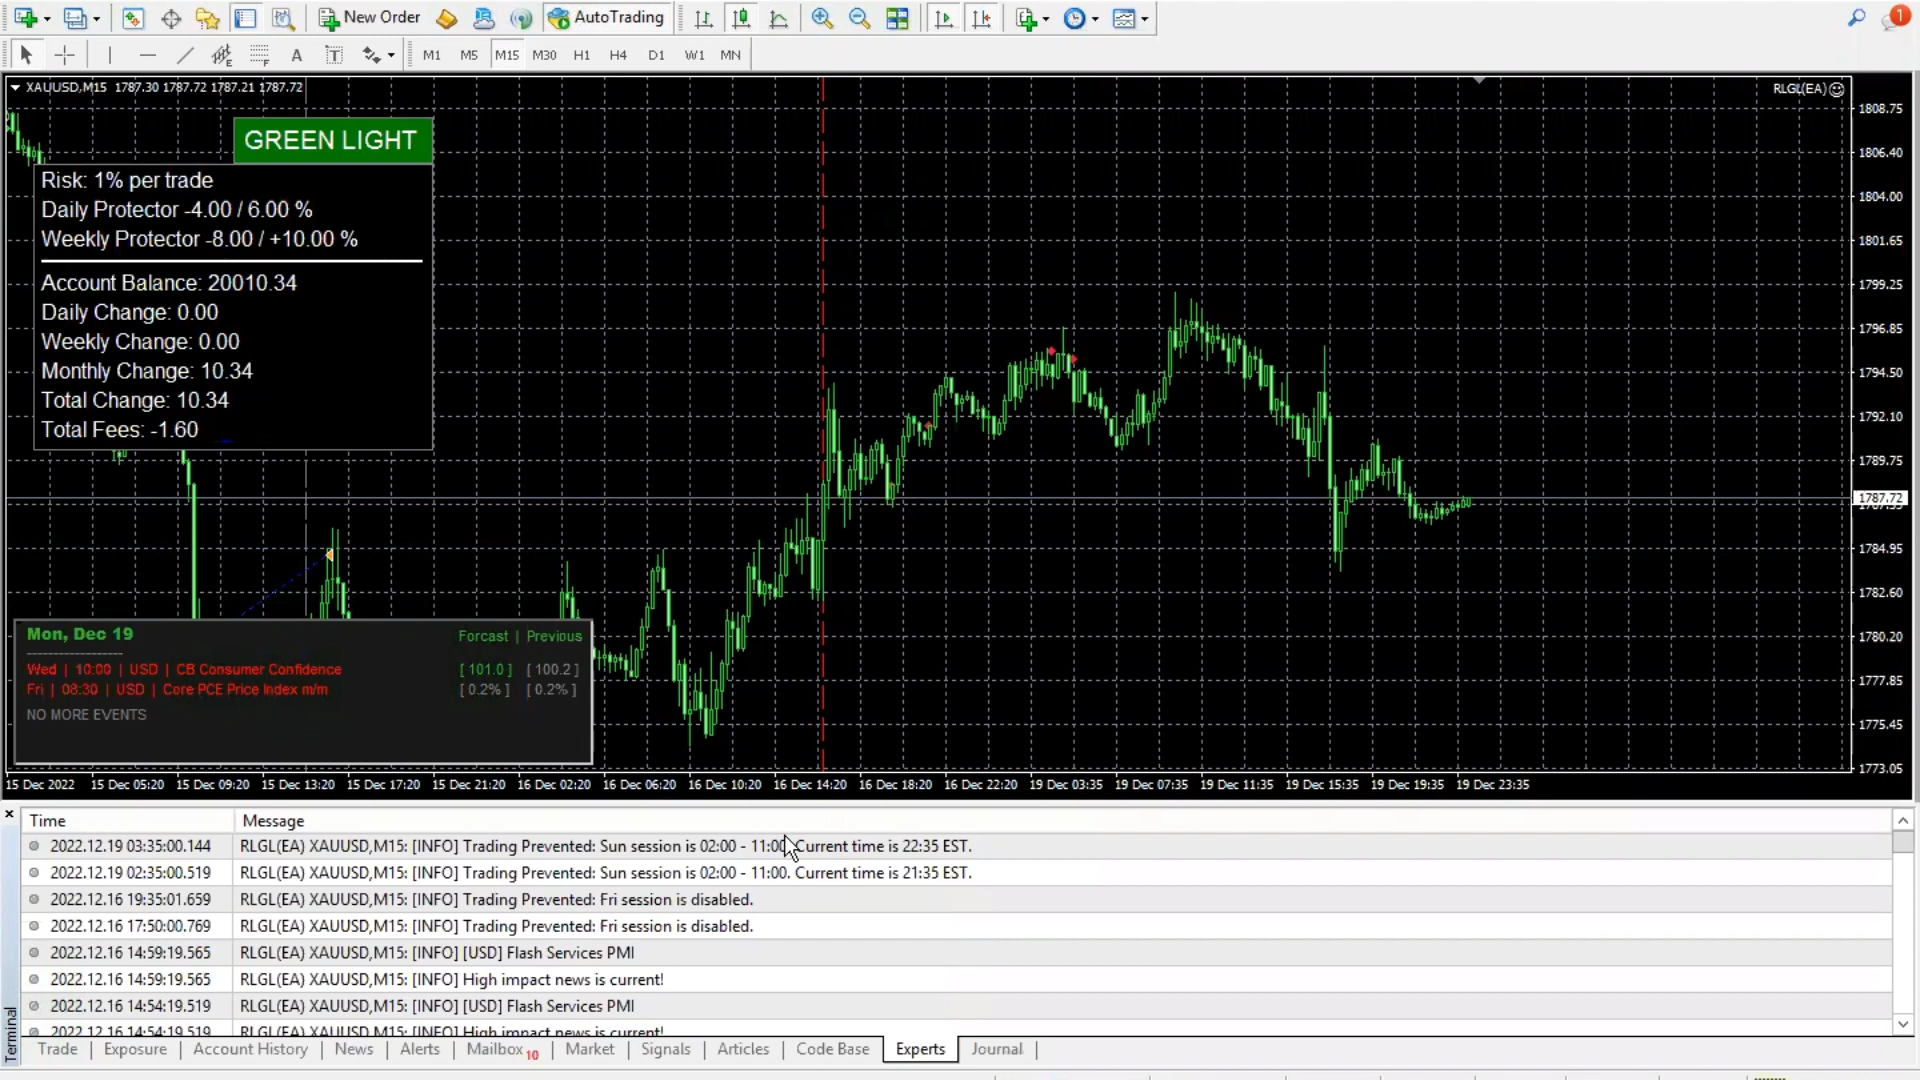 New Order
AutoTrading
1
A
T
E
F
M1 M5 M15 M30 H1 H4 D1 W1 MN
XAUUSD,M15 1787.30 1787.72 1787.21 1787.72
RLGL(EA)
GREEN LIGHT
Risk: 1% per trade
Daily Protector -4.00 / 6.00 %
Weekly Protector -8.00 / +10.00 %
Account Balance: 20010.34
Daily Change: 0.00
Weekly Change: 0.00
Monthly Change: 10.34
Total Change: 10.34
Total Fees: -1.60
1808.75
1806.40
1804.00
1801.65
1799.25
1796.85
1794.50
1792.10
1789.75
1787.72
1784.95
1782.60
1780.20
1777.85
1775.45
1773.05
Mon, Dec 19 Forcast | Previous
--------------------
Wed | 10:00 | USD | CB Consumer Confidence [ 101.0 ] [ 100.2 ]
Fri | 08:30 | USD | Core PCE Price Index m/m [ 0.2% ] [ 0.2% ]
NO MORE EVENTS
15 Dec 2022 15 Dec 05:20 15 Dec 09:20 15 Dec 13:20 15 Dec 17:20 15 Dec 21:20 16 Dec 02:20 16 Dec 06:20 16 Dec 10:20 16 Dec 14:20 16 Dec 18:20 16 Dec 22:20 19 Dec 03:35 19 Dec 07:35 19 Dec 11:35 19 Dec 15:35 19 Dec 19:35 19 Dec 23:35
Time Message
2022.12.19 03:35:00.144 RLGL(EA) XAUUSD,M15: [INFO] Trading Prevented: Sun session is 02:00 - 11:00. Current time is 22:35 EST.
2022.12.19 02:35:00.519 RLGL(EA) XAUUSD,M15: [INFO] Trading Prevented: Sun session is 02:00 - 11:00. Current time is 21:35 EST.
2022.12.16 19:35:01.659 RLGL(EA) XAUUSD,M15: [INFO] Trading Prevented: Fri session is disabled.
2022.12.16 17:50:00.769 RLGL(EA) XAUUSD,M15: [INFO] Trading Prevented: Fri session is disabled.
2022.12.16 14:59:19.565 RLGL(EA) XAUUSD,M15: [INFO] [USD] Flash Services PMI
2022.12.16 14:59:19.565 RLGL(EA) XAUUSD,M15: [INFO] High impact news is current!
2022.12.16 14:54:19.519 RLGL(EA) XAUUSD,M15: [INFO] [USD] Flash Services PMI
2022.12.16 14:54:19.519 RLGL(EA) XAUUSD,M15: [INFO] High impact news is current!
Terminal
Trade | Exposure | Account History | News | Alerts | Mailbox 10 | Market | Signals | Articles | Code Base | Experts | Journal |